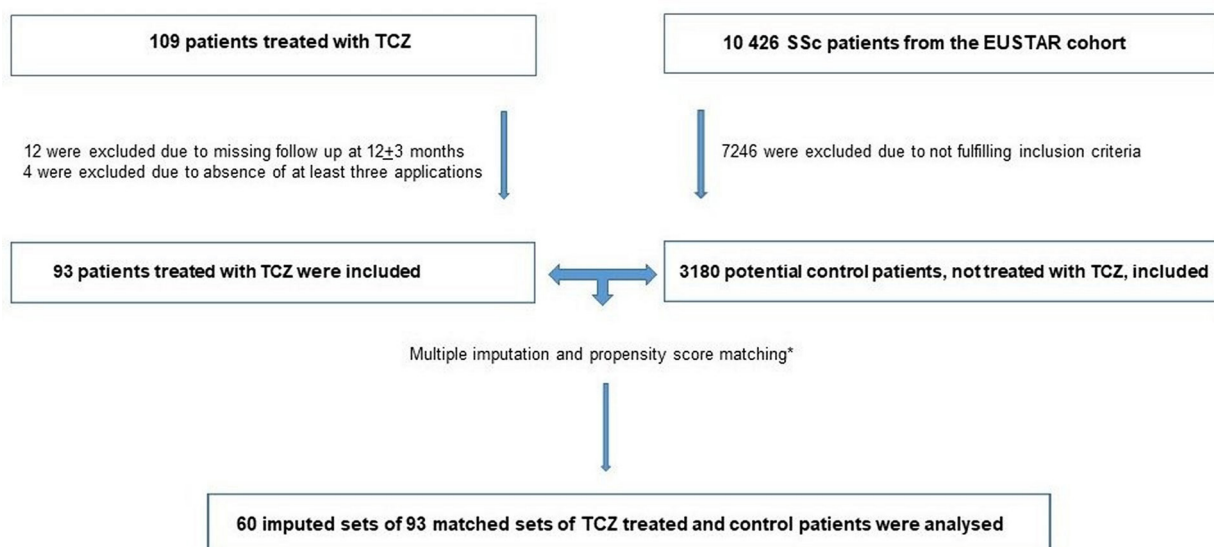 109 patients treated with TCZ
10 426 SSc patients from the EUSTAR cohort
12 were excluded due to missing follow up at 12±3 months
4 were excluded due to absence of at least three applications
7246 were excluded due to not fulfilling inclusion criteria
93 patients treated with TCZ were included
3180 potential control patients, not treated with TCZ, included
Multiple imputation and propensity score matching*
60 imputed sets of 93 matched sets of TCZ treated and control patients were analysed